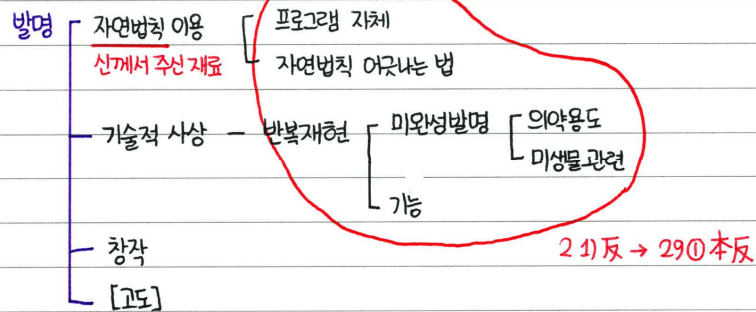 발명 자연법칙 이용 프로그램 자체
신께서 주신 재료 자연법칙 어긋나는 법
기술적 사상 - 반복재현 미완성발명 의약용도
미생물 관련
기능
창작 2 1)反 → 29①本反
[고도]